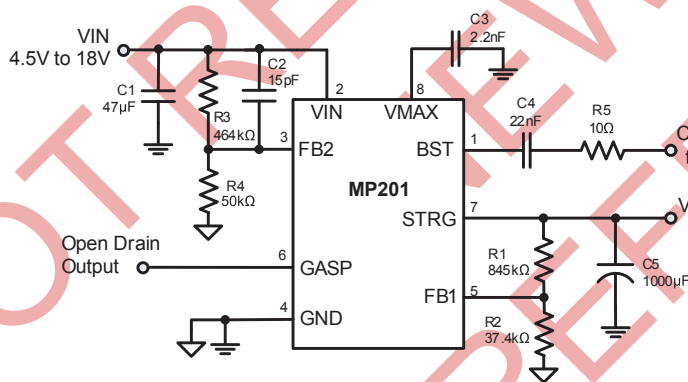 VIN
4.5V to 18V
C1
47µF
R3
464kΩ
C2
15pF
R4
50kΩ
2
VIN
8
VMAX
C3
2.2nF
3
FB2
1
BST
C4
22nF
R5
10Ω
MP201
7
STRG
V
Open Drain
Output
6
GASP
R1
845kΩ
C5
1000µF
5
FB1
4
GND
R2
37.4kΩ